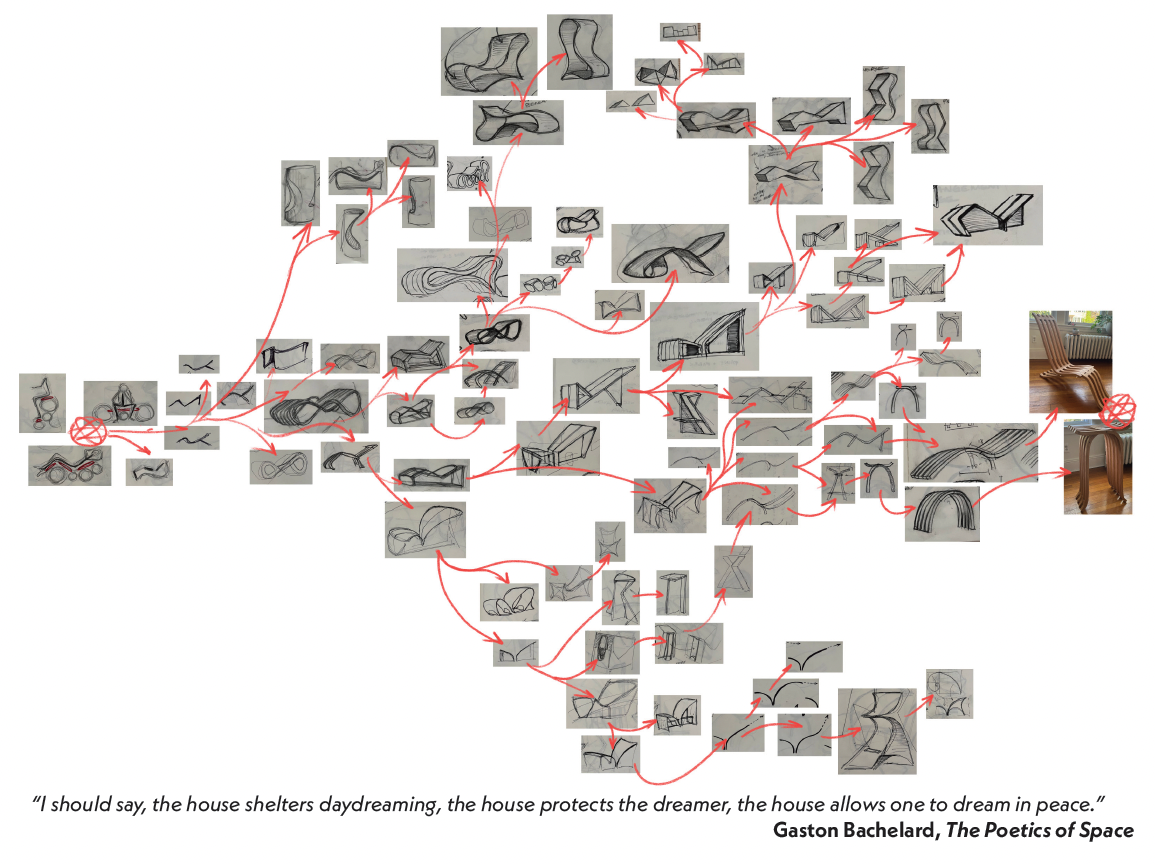 “I should say, the house shelters daydreaming, the house protects the dreamer, the house allows one to dream in peace.”
Gaston Bachelard, The Poetics of Space